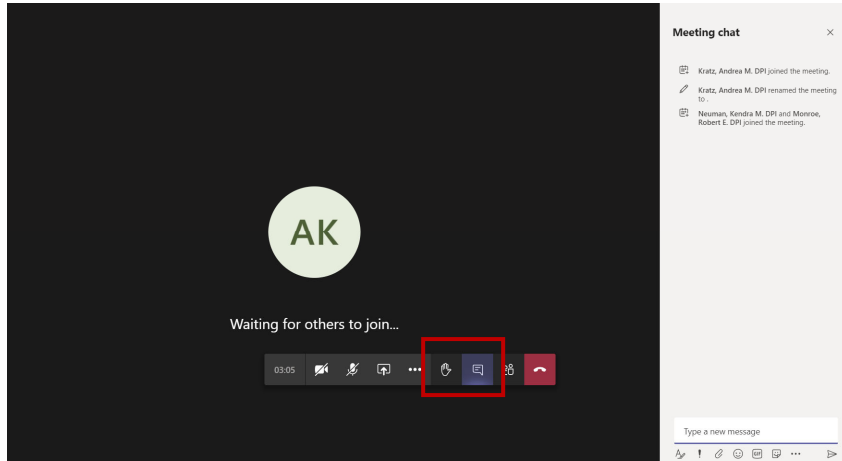 Meeting chat
Kratz, Andrea M. DPI joined the meeting.
Kratz, Andrea M. DPI renamed the meeting
to .
Neuman, Kendra M. DPI and Monroe,
Robert E. DPI joined the meeting.
AK
Waiting for others to join...
03:05
Type a new message
GIF